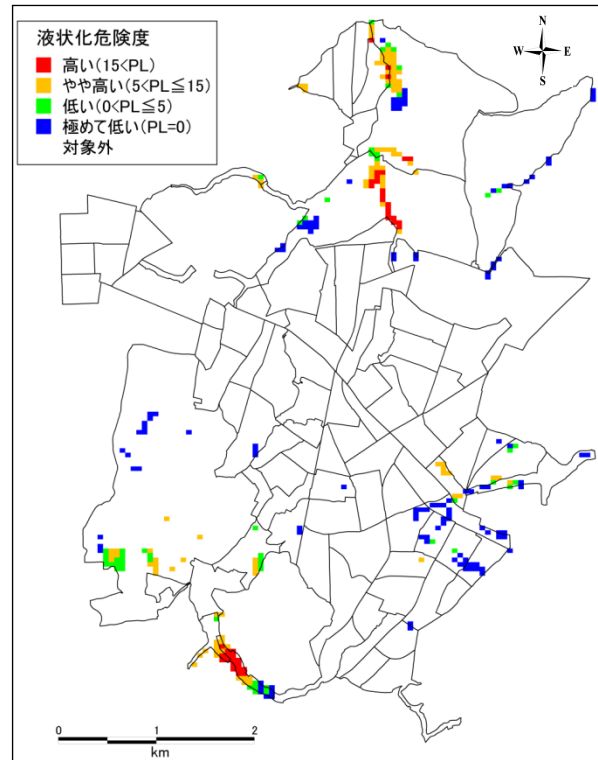 液状化危険度
高い(15<PL)
やや高い(5<PL≦15)
低い(0<PL≦5)
極めて低い(PL=0)
対象外
N
W E
S
0 1 2
km